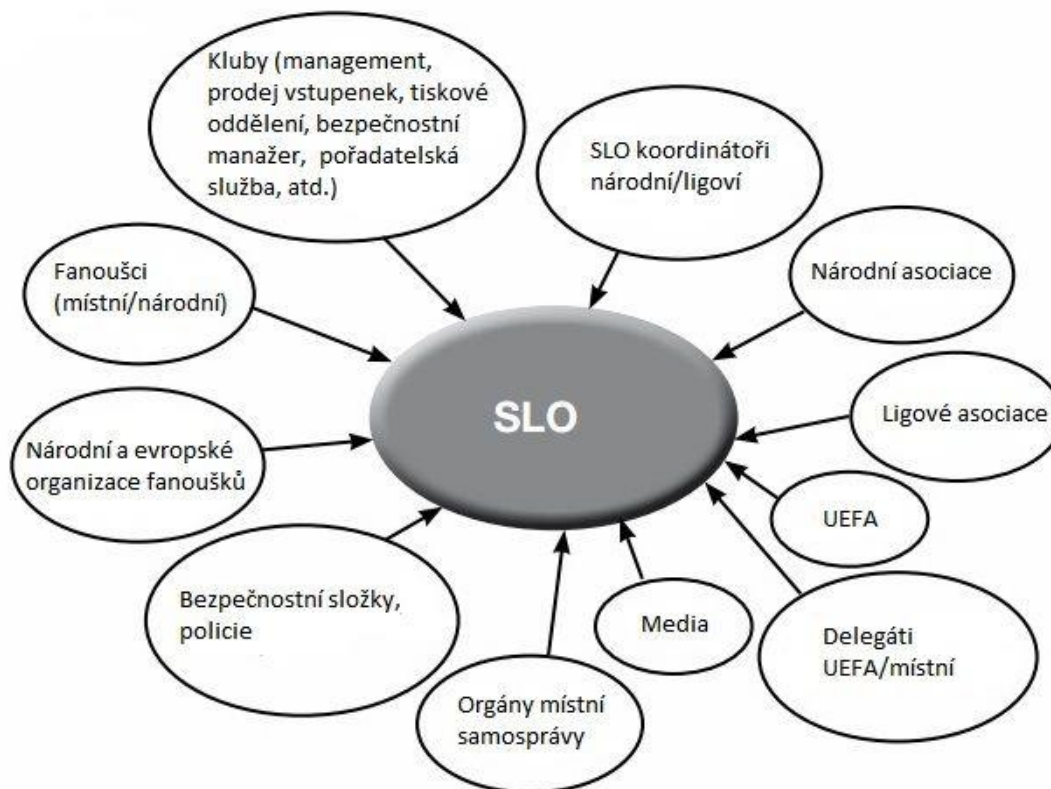 Kluby (management,
prodej vstupenek, tiskové
oddělení, bezpečnostní
manažer, pořadatelská
služba, atd.)
SLO koordinátoři
národní/ligoví
Fanoušci
(místní/národní)
Národní asociace
SLO
Ligové asociace
Národní a evropské
organizace fanoušků
UEFA
Bezpečnostní složky,
policie
Media
Delegáti
UEFA/místní
Orgány místní
samosprávy